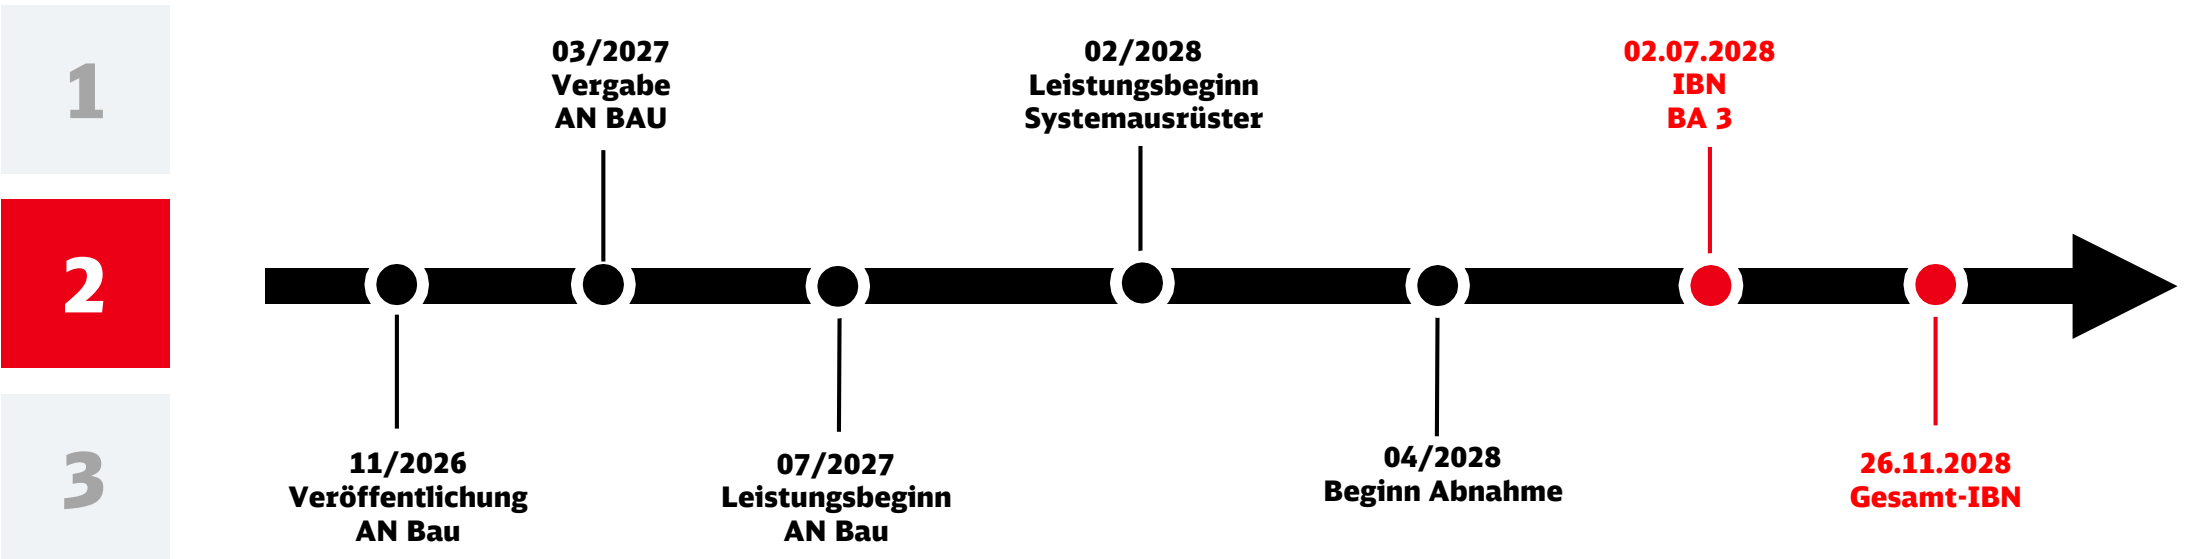 1
2
3
03/2027
Vergabe
AN BAU
02/2028
Leistungsbeginn
Systemausrüster
02.07.2028
IBN
BA 3
11/2026
Veröffentlichung
AN Bau
07/2027
Leistungsbeginn
AN Bau
04/2028
Beginn Abnahme
26.11.2028
Gesamt-IBN